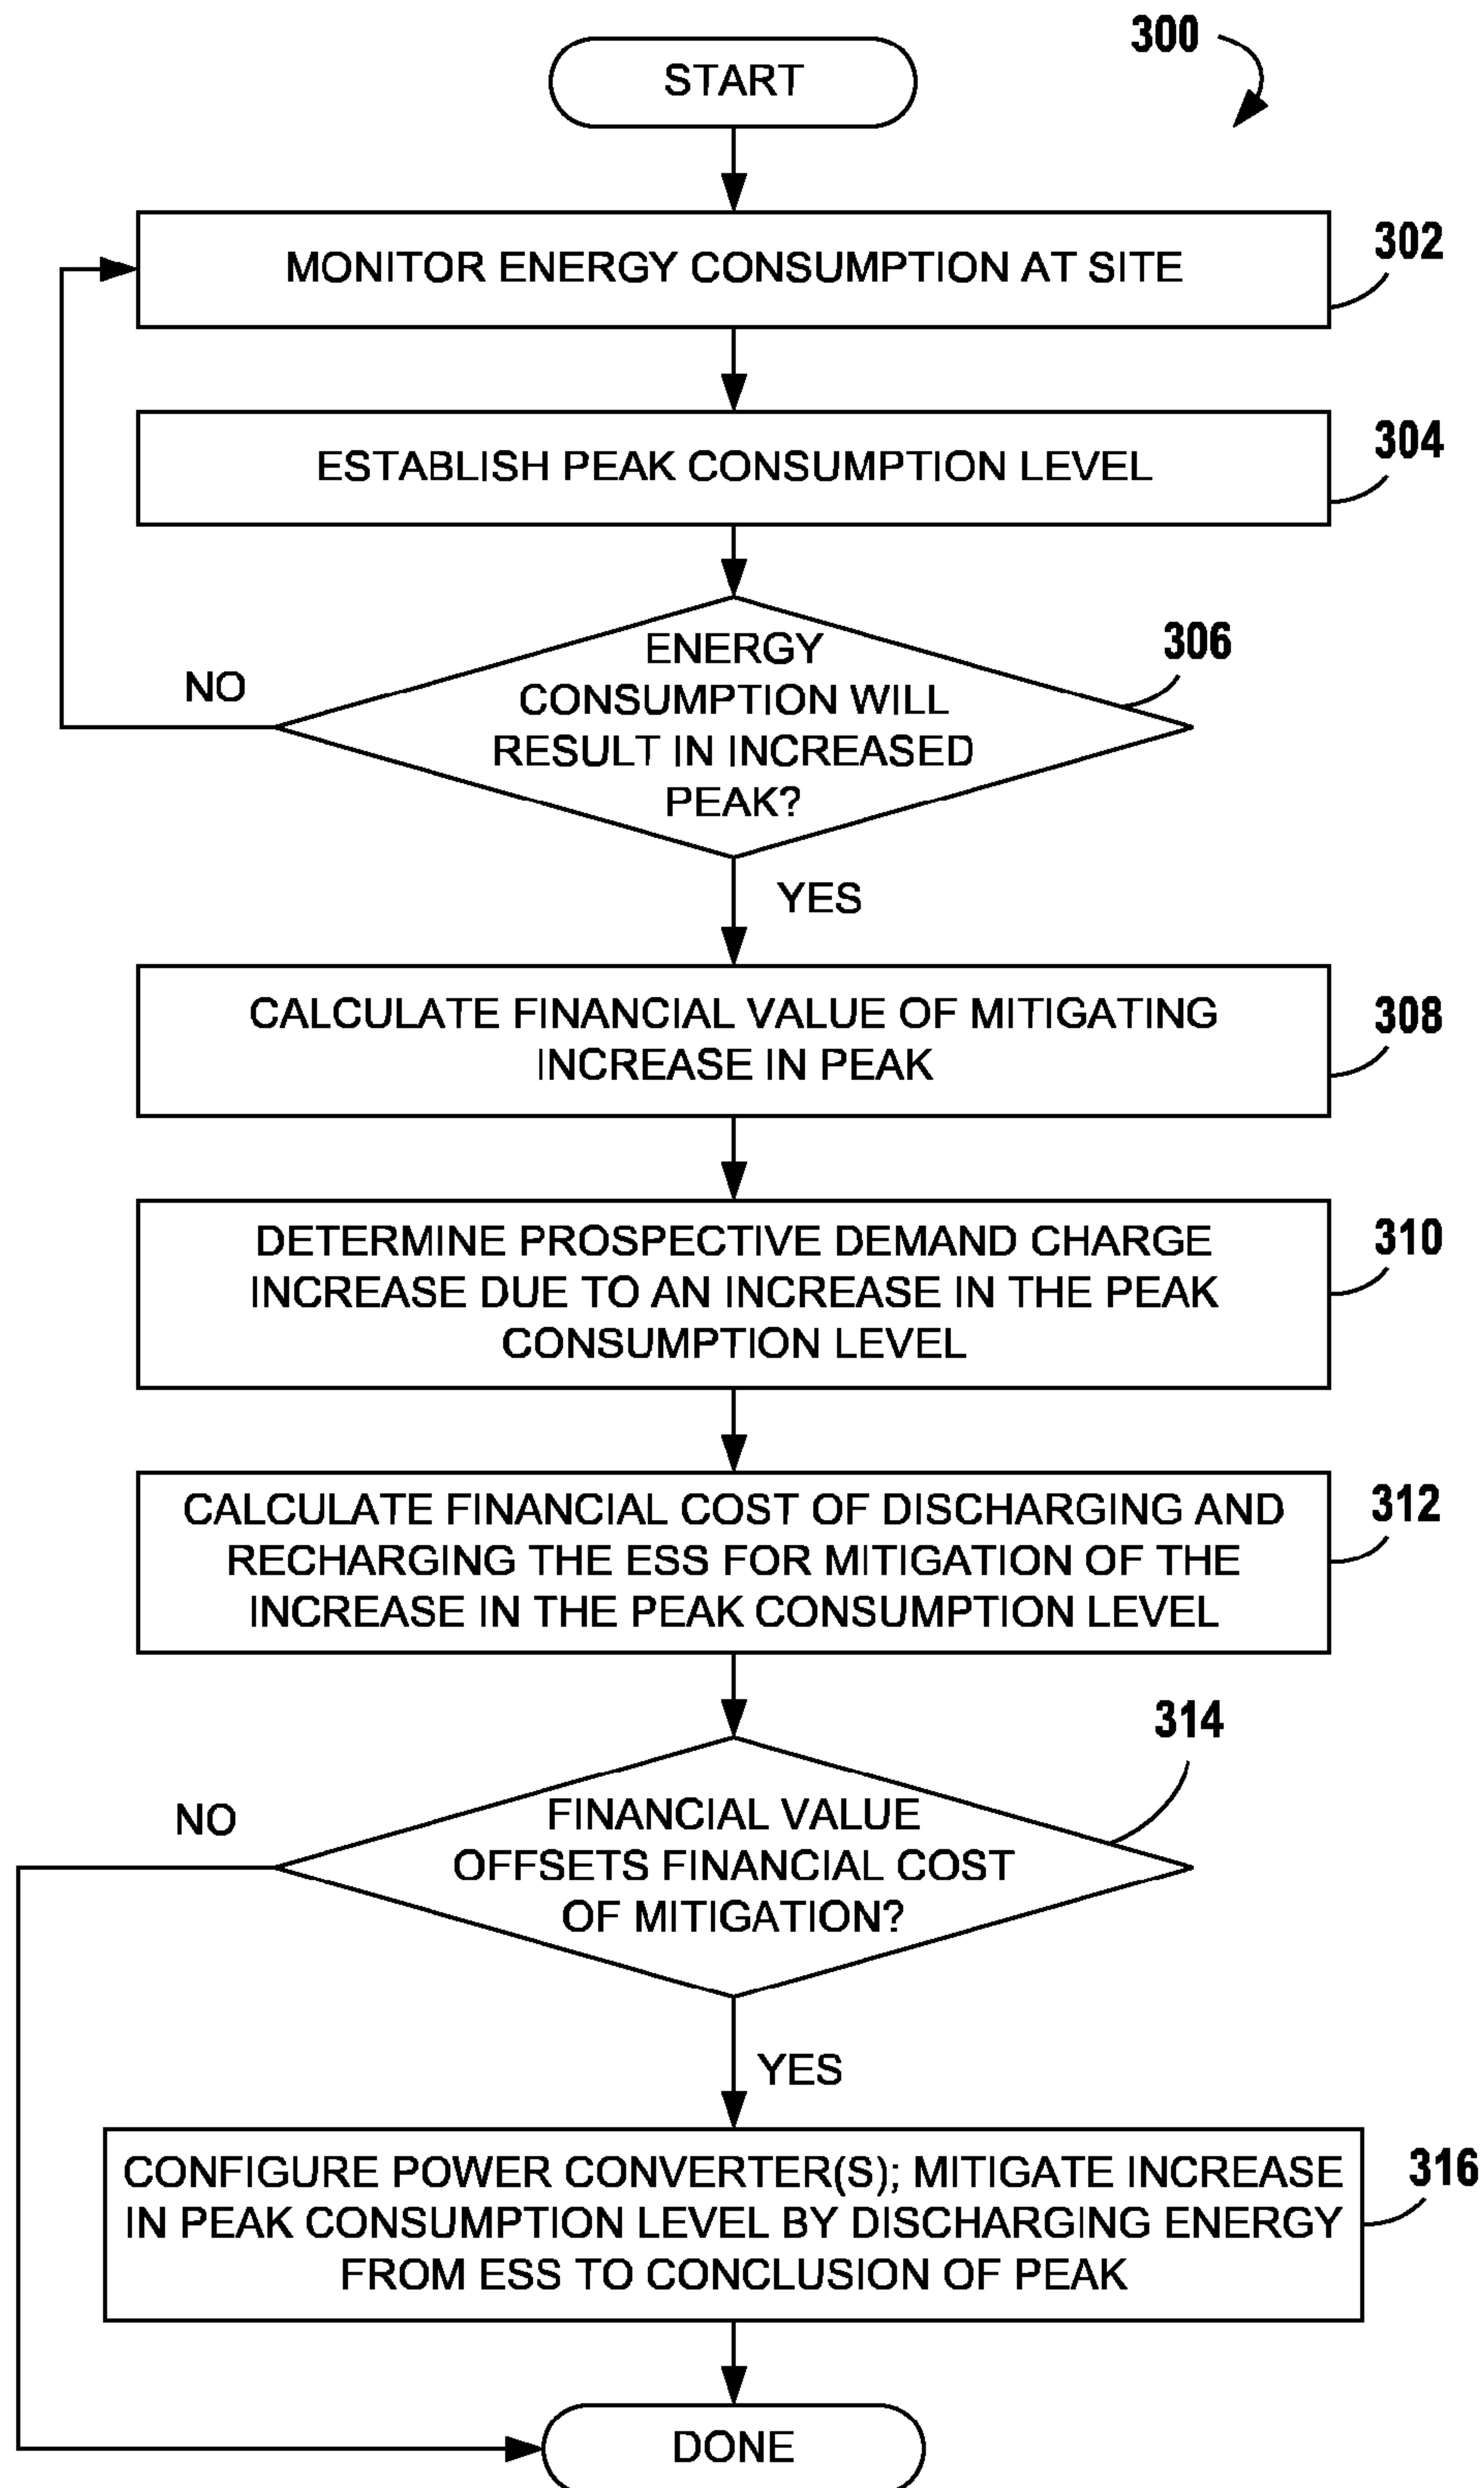 300
START
MONITOR ENERGY CONSUMPTION AT SITE
302
ESTABLISH PEAK CONSUMPTION LEVEL
304
ENERGY
CONSUMPTION WILL
RESULT IN INCREASED
PEAK?
306
NO
YES
CALCULATE FINANCIAL VALUE OF MITIGATING
INCREASE IN PEAK
308
DETERMINE PROSPECTIVE DEMAND CHARGE
INCREASE DUE TO AN INCREASE IN THE PEAK
CONSUMPTION LEVEL
310
CALCULATE FINANCIAL COST OF DISCHARGING AND
RECHARGING THE ESS FOR MITIGATION OF THE
INCREASE IN THE PEAK CONSUMPTION LEVEL
312
FINANCIAL VALUE
OFFSETS FINANCIAL COST
OF MITIGATION?
314
NO
YES
CONFIGURE POWER CONVERTER(S); MITIGATE INCREASE
IN PEAK CONSUMPTION LEVEL BY DISCHARGING ENERGY
FROM ESS TO CONCLUSION OF PEAK
316
DONE